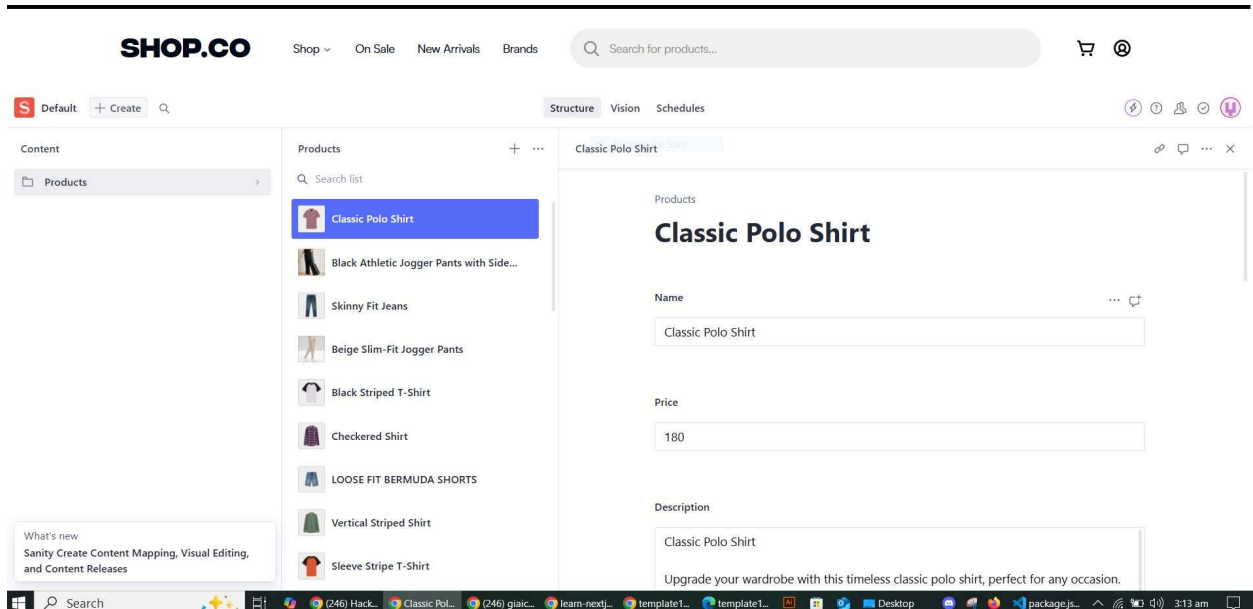 SHOP.CO Shop On Sale New Arrivals Brands Search for products...
S Default + Create Structure Vision Schedules
Content
Products
Products
Search list
Classic Polo Shirt
Black Athletic Jogger Pants with Side...
Skinny Fit Jeans
Beige Slim-Fit Jogger Pants
Black Striped T-Shirt
Checkered Shirt
LOOSE FIT BERMUDA SHORTS
Vertical Striped Shirt
Sleeve Stripe T-Shirt
Classic Polo Shirt
Products
Classic Polo Shirt
Name
Classic Polo Shirt
Price
180
Description
Classic Polo Shirt
Upgrade your wardrobe with this timeless classic polo shirt, perfect for any occasion.
What's new
Sanity Create Content Mapping, Visual Editing,
and Content Releases
Search (246) Hack... Classic Pol... (246) giaic... learn-nextj... template1... template1... Ai Desktop package.js... 3:13 am